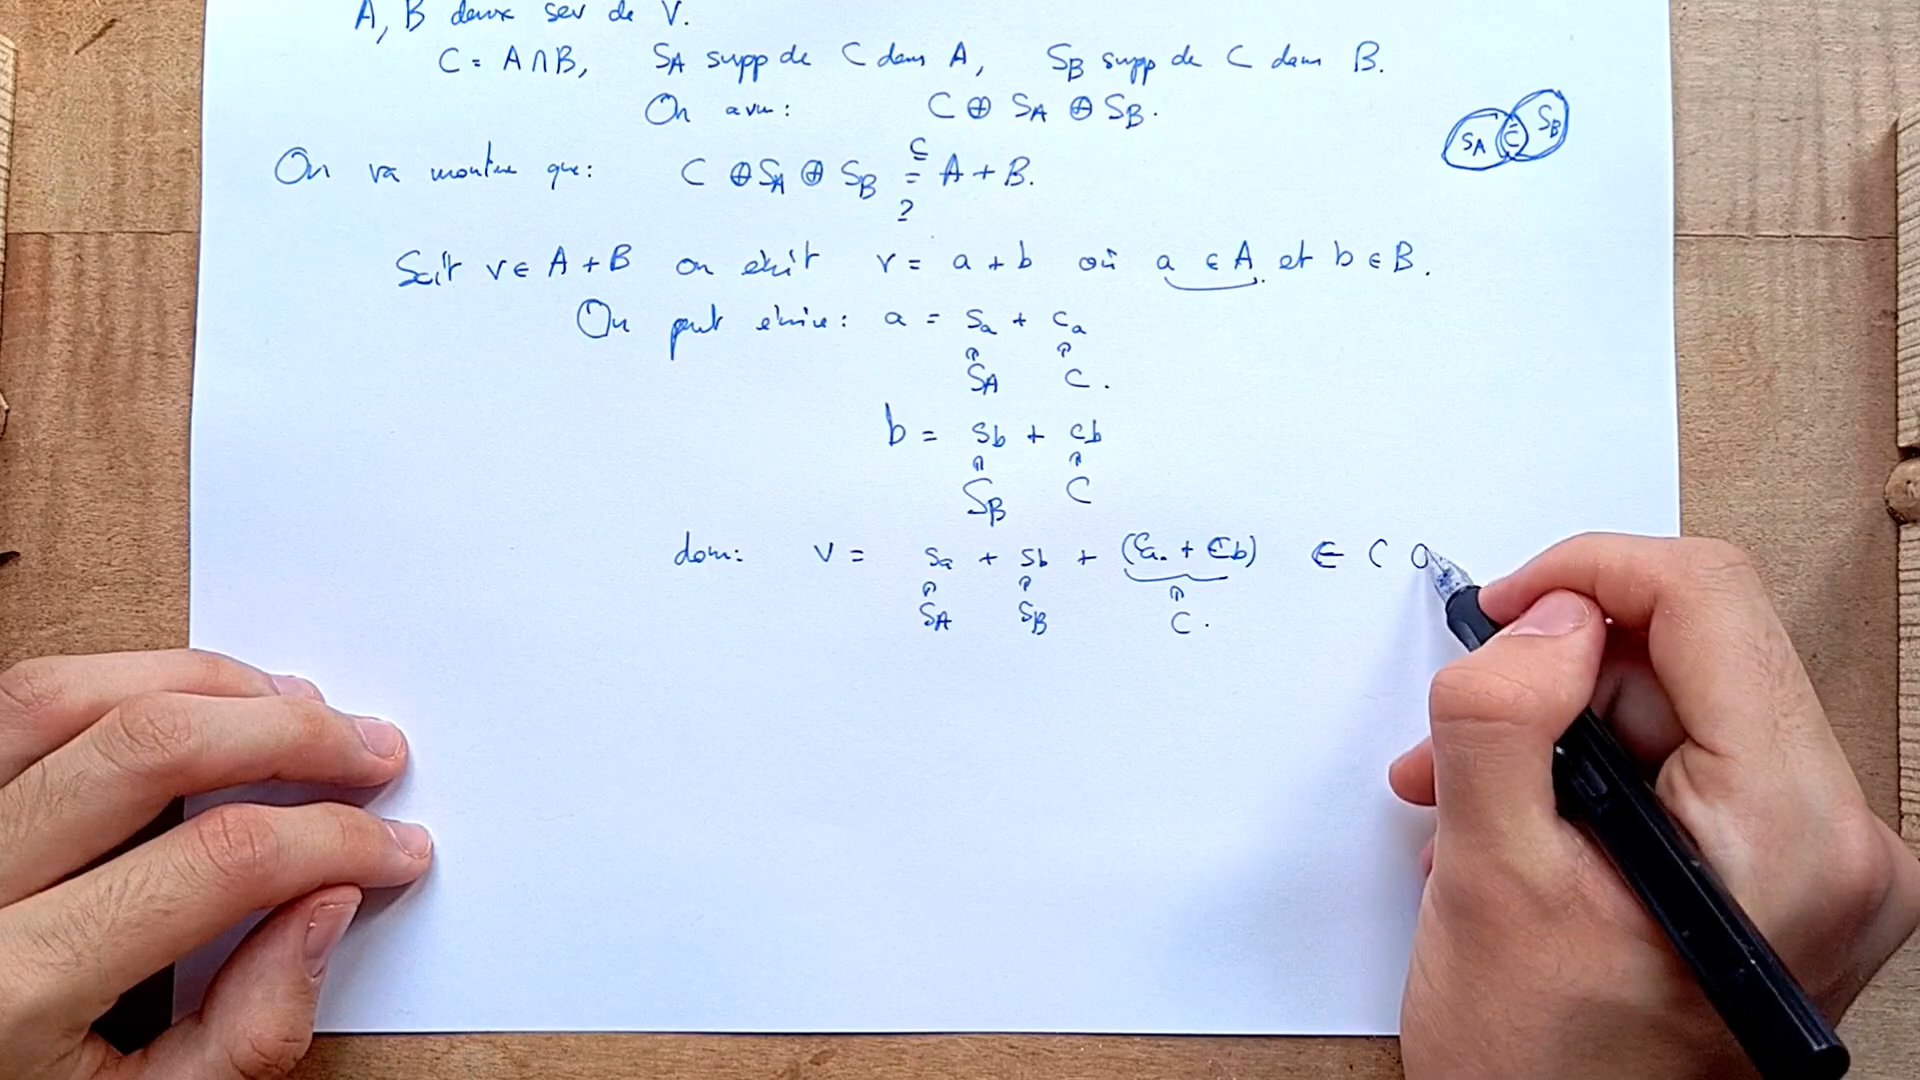 A, B deux sev de V.
C = A ∩ B, S_A supp de C dans A, S_B supp de C dans B.
On a vu : C ⊕ S_A ⊕ S_B.
S_A C S_B
On va montrer que : C ⊕ S_A ⊕ S_B = A + B.
⊆
?
Soit v ∈ A + B on écrit v = a + b où a ∈ A et b ∈ B.
On peut écrire : a = s_a + c_a
∈ S_A ∈ C.
b = s_b + c_b
∈ S_B ∈ C
donc : v = s_a + s_b + (c_a + c_b) ∈ C
∈ S_A ∈ S_B ∈ C.